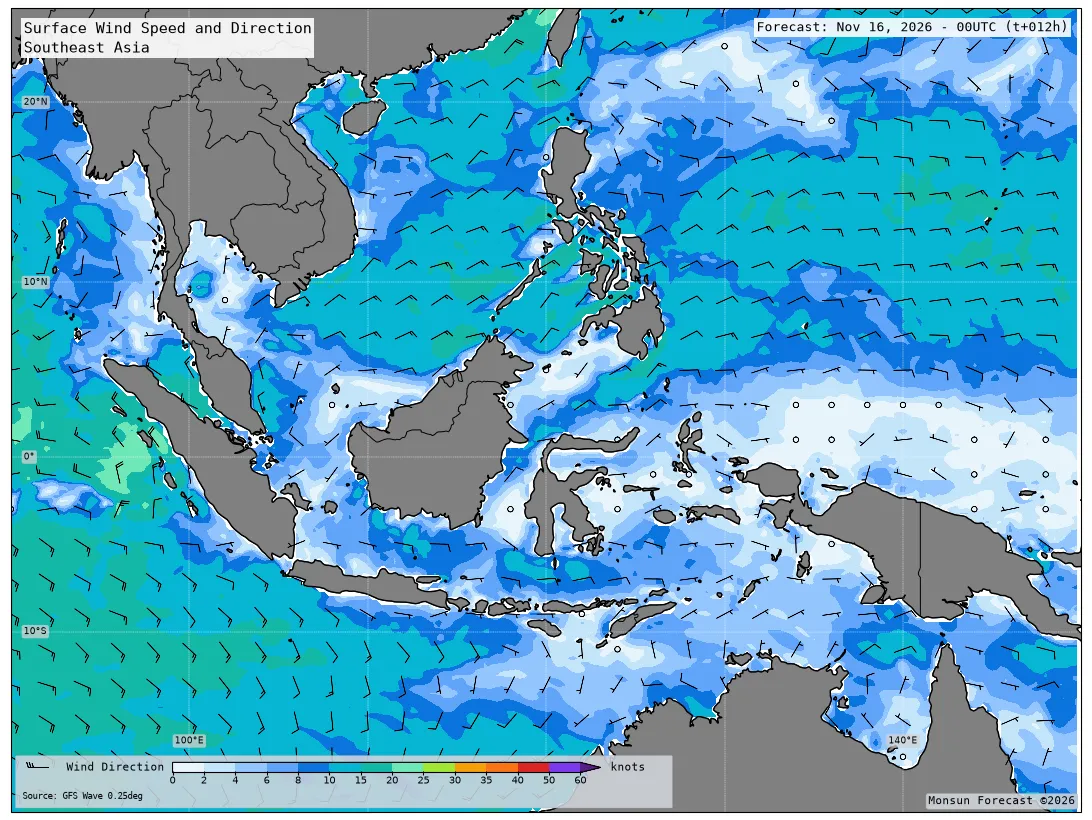 Surface Wind Speed and Direction
Southeast Asia
Forecast: Nov 16, 2026 - 00UTC (t+012h)
20°N
10°N
0°
10°S
100°E
140°E
Wind Direction
knots
0 2 4 6 8 10 15 20 25 30 35 40 50 60
Source: GFS Wave 0.25deg
Monsun Forecast ©2026